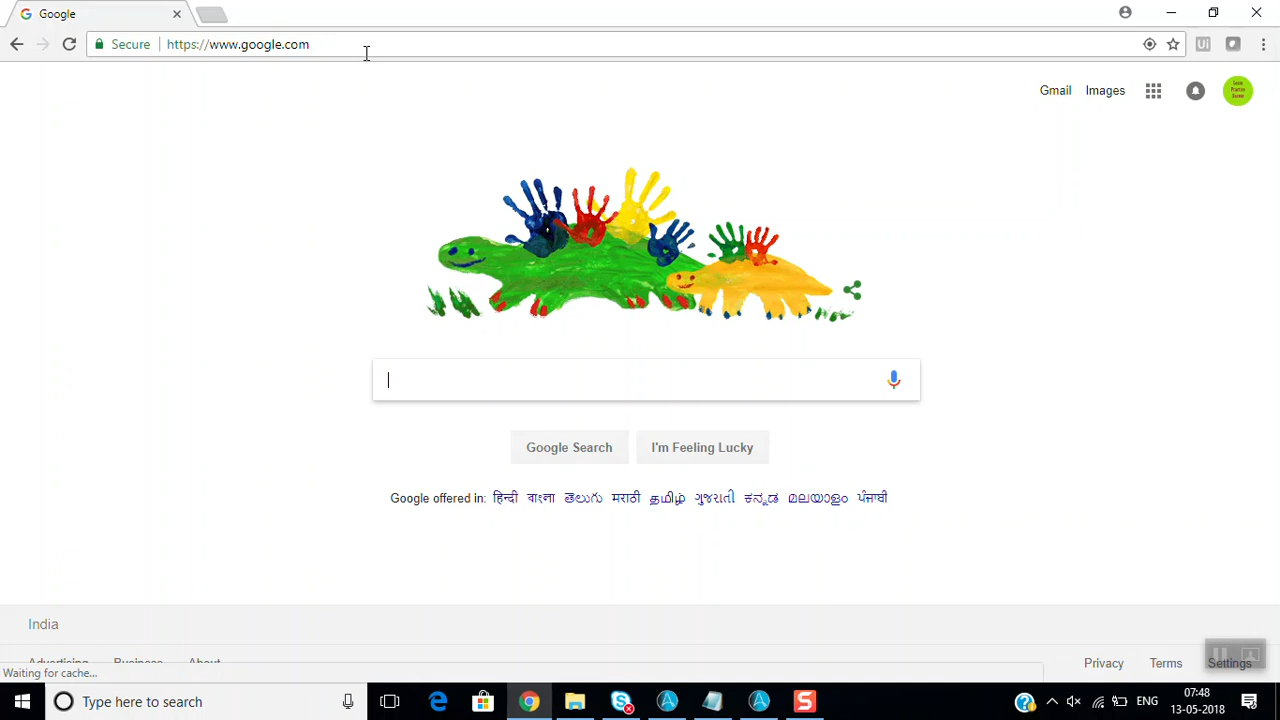 Google
Secure https://www.google.com
Gmail Images
Google Search I'm Feeling Lucky
Google offered in: हिन्दी বাংলা తెలుగు मराठी தமிழ் ગુજરાતી ಕನ್ನಡ മലയാളം ਪੰਜਾਬੀ
India
Advertising Business About Privacy Terms Settings
Waiting for cache...
Type here to search ENG 07:48
13-05-2018